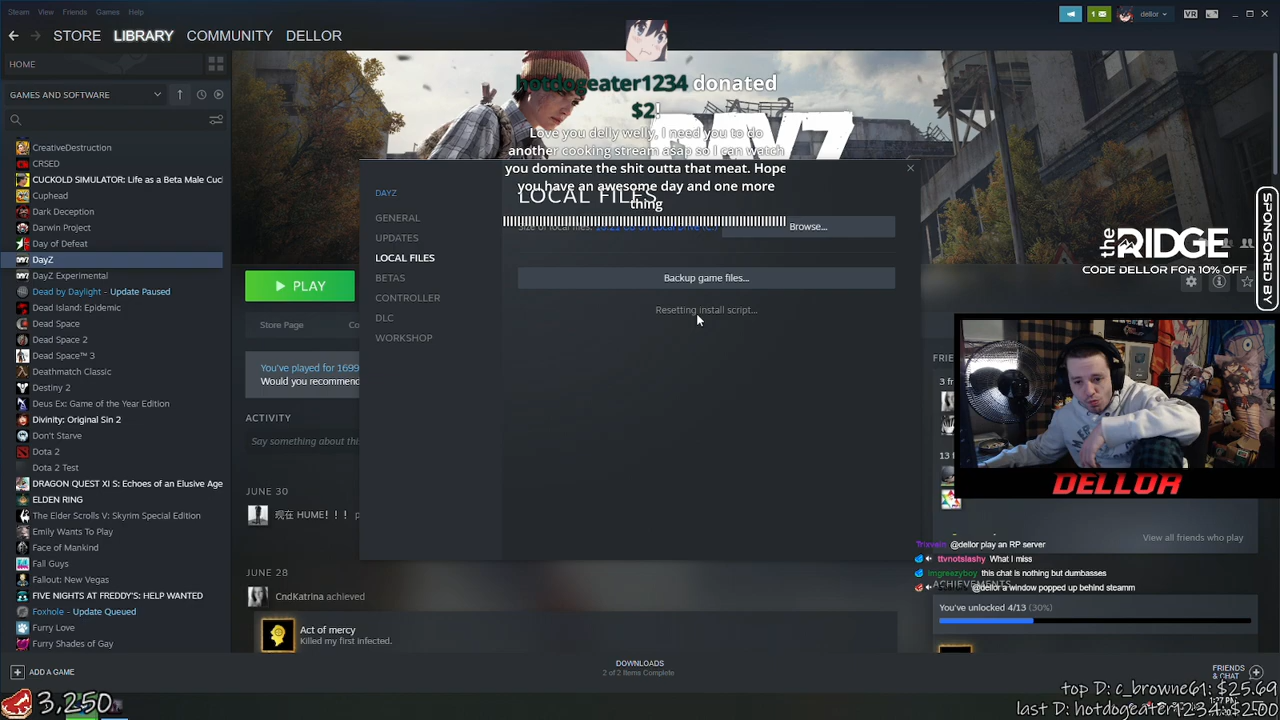 Steam View Friends Games Help
1
dellor
VR
STORE LIBRARY COMMUNITY DELLOR
HOME
GAMES AND SOFTWARE
CreativeDestruction
CRSED
CUCKOLD SIMULATOR: Life as a Beta Male Cucl
Cuphead
Dark Deception
Darwin Project
Day of Defeat
DayZ
DayZ Experimental
Dead by Daylight - Update Paused
Dead Island: Epidemic
Dead Space
Dead Space 2
Dead Space™ 3
Deathmatch Classic
Destiny 2
Deus Ex: Game of the Year Edition
Divinity: Original Sin 2
Don't Starve
Dota 2
Dota 2 Test
DRAGON QUEST XI S: Echoes of an Elusive Age
ELDEN RING
The Elder Scrolls V: Skyrim Special Edition
Emily Wants To Play
Face of Mankind
Fall Guys
Fallout: New Vegas
FIVE NIGHTS AT FREDDY'S: HELP WANTED
Foxhole - Update Queued
Furry Love
Furry Shades of Gay
ADD A GAME
3,250
hotdogeater1234 donated
$2!
Love you delly welly, I need you to do
another cooking stream asap so I can watch
you dominate the shit outta that meat. Hope
you have an awesome day and one more
thing
DAYZ
GENERAL
UPDATES
LOCAL FILES
BETAS
CONTROLLER
DLC
WORKSHOP
LOCAL FILES
Browse...
Backup game files...
Resetting install script...
PLAY
Store Page
You've played for 1699
Would you recommend
ACTIVITY
Say something about this
JUNE 30
现在 HUME！！！ p
JUNE 28
CndKatrina achieved
Act of mercy
Killed my first infected.
DOWNLOADS
2 of 2 Items Complete
the RIDGE
CODE DELLOR FOR 10% OFF
SPONSORED BY
DELLOR
View all friends who play
Trixvein @dellor play an RP server
ttvnotslashy What I miss
imgreezyboy this chat is nothing but dumbasses
@dellor a window popped up behind steamm
ACHIEVEMENTS
You've unlocked 4/13 (30%)
FRIENDS
& CHAT
top D: c_browne61: $25.69
last D: hotdogeater1234: $2.00